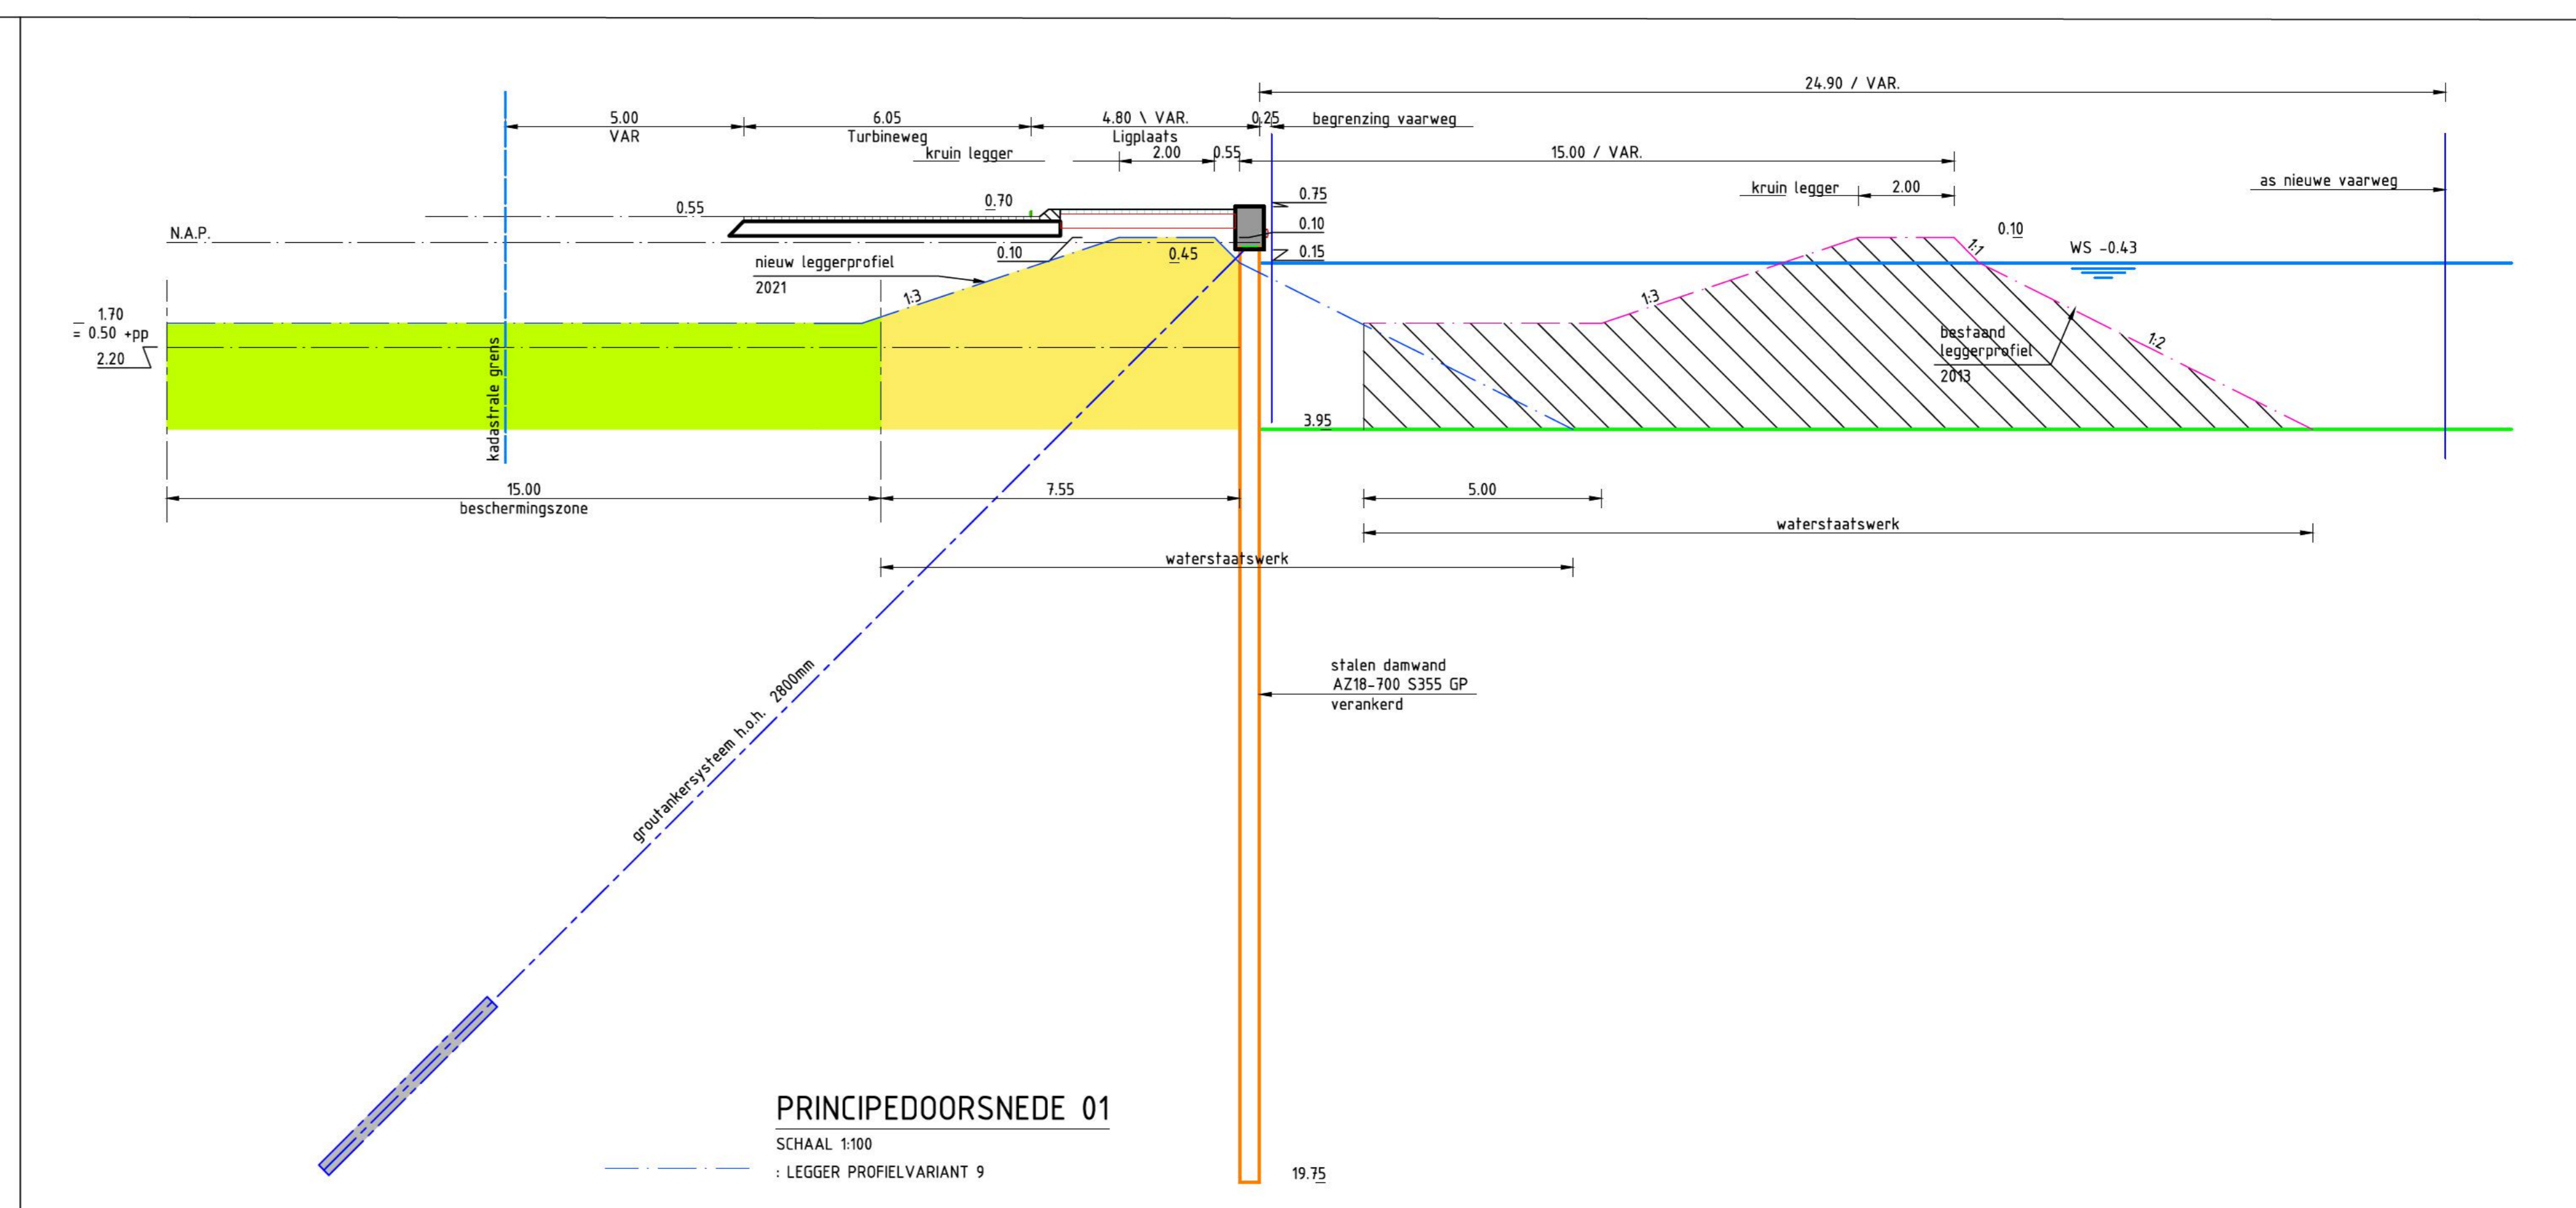 24.90 / VAR.
5.00
VAR
6.05
Turbineweg
4.80 \ VAR.
Ligplaats
0.25
begrenzing vaarweg
kruin legger
2.00
0.55
15.00 / VAR.
kruin legger
2.00
as nieuwe vaarweg
0.55
0.70
0.75
0.10
0.15
N.A.P.
0.10
0.45
0.10
WS -0.43
1:1
nieuw leggerprofiel
2021
1:3
1:3
1.70
= 0.50 +pp
2.20
kadastrale grens
bestaand
leggerprofiel
2013
1:2
3.95
15.00
beschermingszone
7.55
5.00
waterstaatswerk
waterstaatswerk
groutankersysteem h.o.h. 2800mm
stalen damwand
AZ18-700 S355 GP
verankerd
PRINCIPEDOORSNEDE 01
SCHAAL 1:100
: LEGGER PROFIELVARIANT 9
19.75